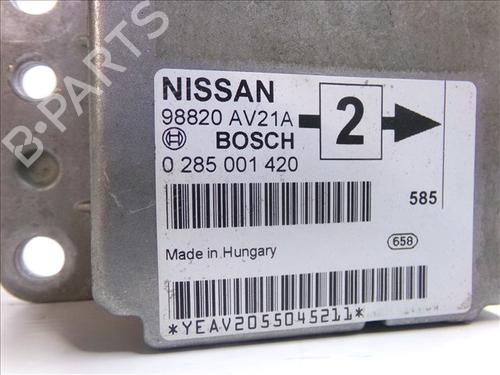 B-PARTS
NISSAN
98820 AV21A
2
BOSCH
0 285 001 420
585
Made in Hungary
658
*YEAV2055045211*